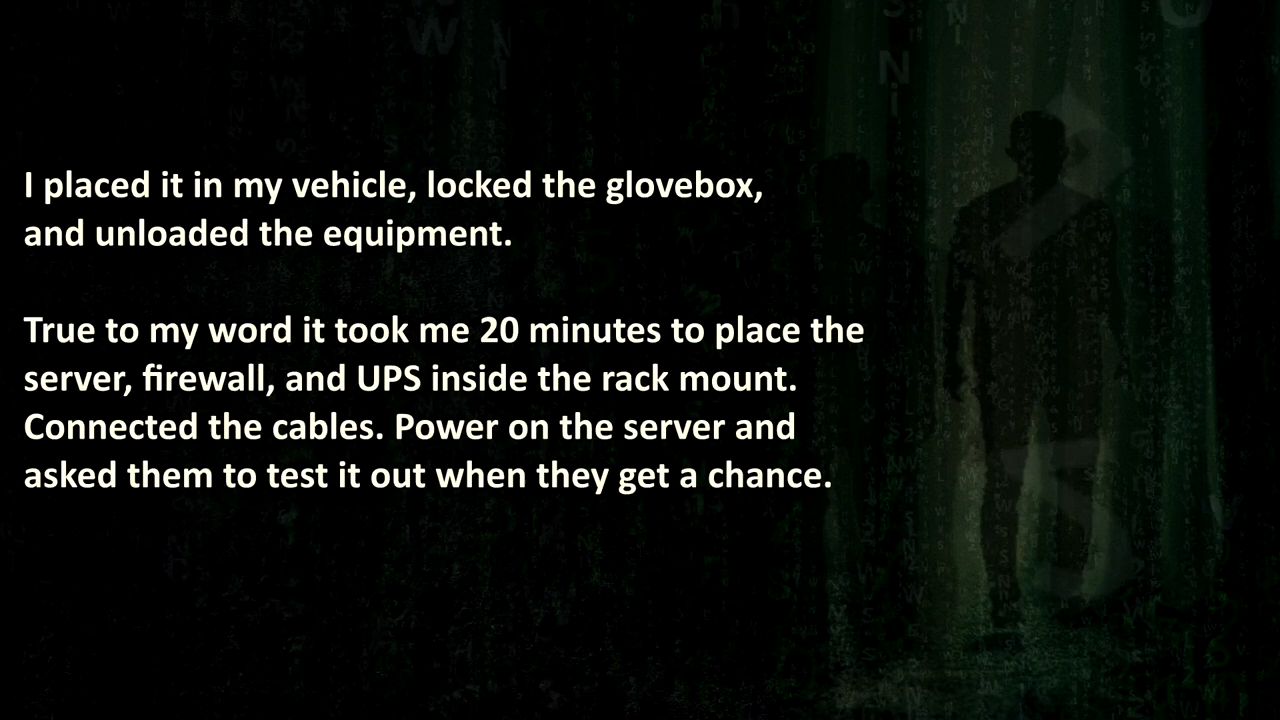 I placed it in my vehicle, locked the glovebox,
and unloaded the equipment.
True to my word it took me 20 minutes to place the
server, firewall, and UPS inside the rack mount.
Connected the cables. Power on the server and
asked them to test it out when they get a chance.